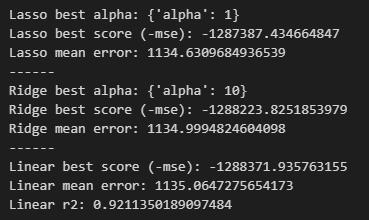 Lasso best alpha: {'alpha': 1}
Lasso best score (-mse): -1287387.434664847
Lasso mean error: 1134.6309684936539
------
Ridge best alpha: {'alpha': 10}
Ridge best score (-mse): -1288223.8251853979
Ridge mean error: 1134.9994824604098
------
Linear best score (-mse): -1288371.935763155
Linear mean error: 1135.0647275654173
Linear r2: 0.9211350189097484